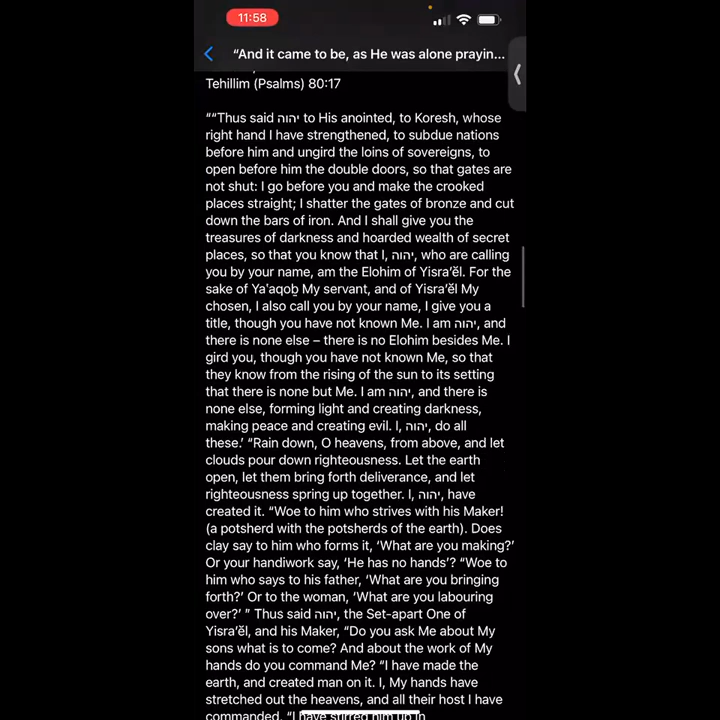 11:58
“And it came to be, as He was alone prayin...
Tehillim (Psalms) 80:17
““Thus said יהוה to His anointed, to Koresh, whose
right hand I have strengthened, to subdue nations
before him and ungird the loins of sovereigns, to
open before him the double doors, so that gates are
not shut: I go before you and make the crooked
places straight; I shatter the gates of bronze and cut
down the bars of iron. And I shall give you the
treasures of darkness and hoarded wealth of secret
places, so that you know that I, יהוה, who are calling
you by your name, am the Elohim of Yisra’ĕl. For the
sake of Ya‛aqoḇ My servant, and of Yisra’ĕl My
chosen, I also call you by your name, I give you a
title, though you have not known Me. I am יהוה, and
there is none else – there is no Elohim besides Me. I
gird you, though you have not known Me, so that
they know from the rising of the sun to its setting
that there is none but Me. I am יהוה, and there is
none else, forming light and creating darkness,
making peace and creating evil. I, יהוה, do all
these.’ “Rain down, O heavens, from above, and let
clouds pour down righteousness. Let the earth
open, let them bring forth deliverance, and let
righteousness spring up together. I, יהוה, have
created it. “Woe to him who strives with his Maker!
(a potsherd with the potsherds of the earth). Does
clay say to him who forms it, ‘What are you making?’
Or your handiwork say, ‘He has no hands’? “Woe to
him who says to his father, ‘What are you bringing
forth?’ Or to the woman, ‘What are you labouring
over?’ ” Thus said יהוה, the Set-apart One of
Yisra’ĕl, and his Maker, “Do you ask Me about My
sons what is to come? And about the work of My
hands do you command Me? “I have made the
earth, and created man on it. I, My hands have
stretched out the heavens, and all their host I have
commanded. “I have stirred him up in